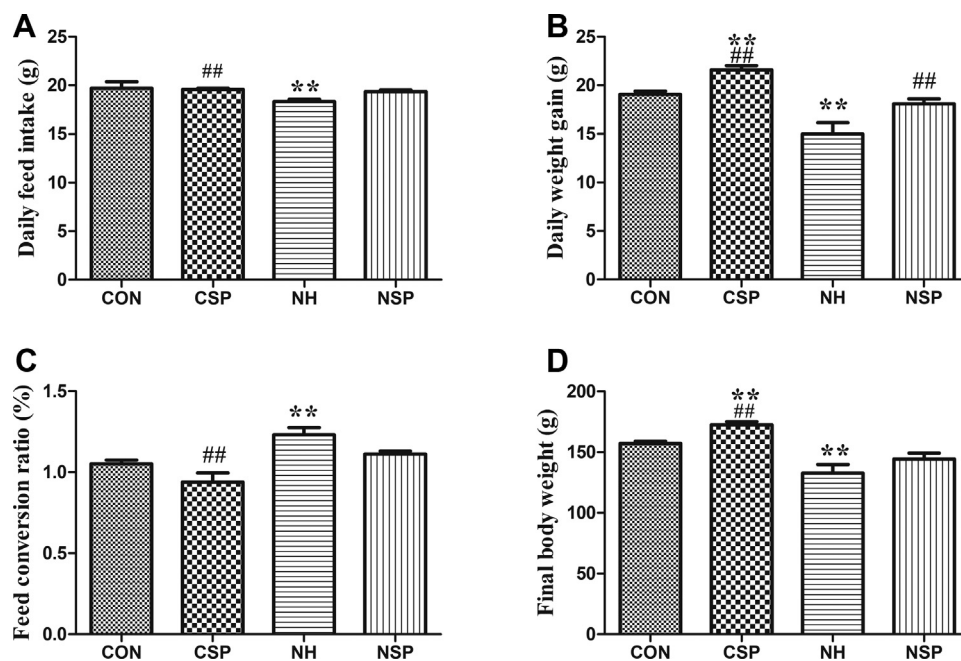 A
Daily feed intake (g)
25
20
15
10
5
0
##
**
CON CSP NH NSP
B
Daily weight gain (g)
25
20
15
10
5
0
**
##
**
##
CON CSP NH NSP
C
Feed conversion ratio (%)
1.5
1.0
0.5
0.0
##
**
CON CSP NH NSP
D
Final body weight (g)
200
150
100
50
0
**
##
**
CON CSP NH NSP